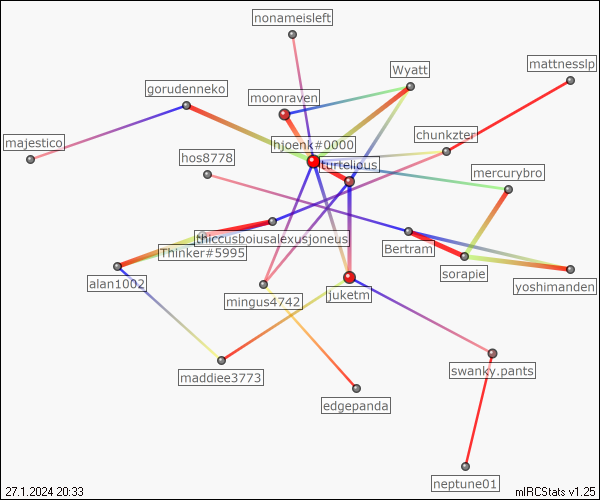 nonameisleft
mattnesslp
Wyatt
gorudenneko
moonraven
chunkzter
majestico
hjoenk#0000
hos8778
turtelious
mercurybro
thiccusboiusalexusjoneus
Thinker#5995
Bertram
sorapie
alan1002
yoshimanden
mingus4742
juketm
maddiee3773
swanky.pants
edgepanda
neptune01
27.1.2024 20:33
mIRCStats v1.25